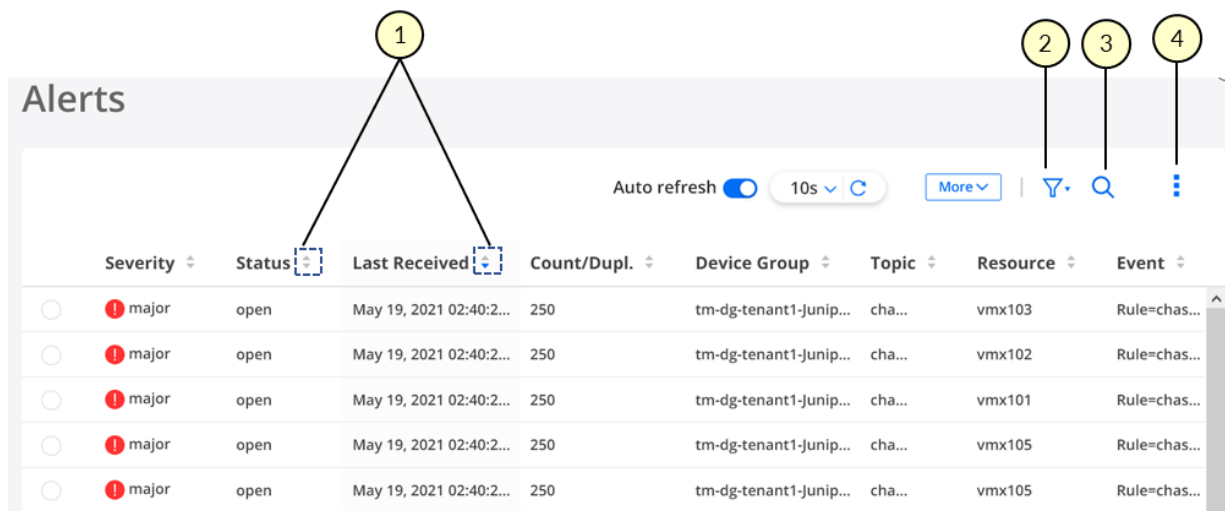 1 2 3 4
Alerts
Auto refresh 10s More
Severity Status Last Received Count/Dupl. Device Group Topic Resource Event
major open May 19, 2021 02:40:2... 250 tm-dg-tenant1-Junip... cha... vmx103 Rule=chas...
major open May 19, 2021 02:40:2... 250 tm-dg-tenant1-Junip... cha... vmx102 Rule=chas...
major open May 19, 2021 02:40:2... 250 tm-dg-tenant1-Junip... cha... vmx101 Rule=chas...
major open May 19, 2021 02:40:2... 250 tm-dg-tenant1-Junip... cha... vmx105 Rule=chas...
major open May 19, 2021 02:40:2... 250 tm-dg-tenant1-Junip... cha... vmx105 Rule=chas...